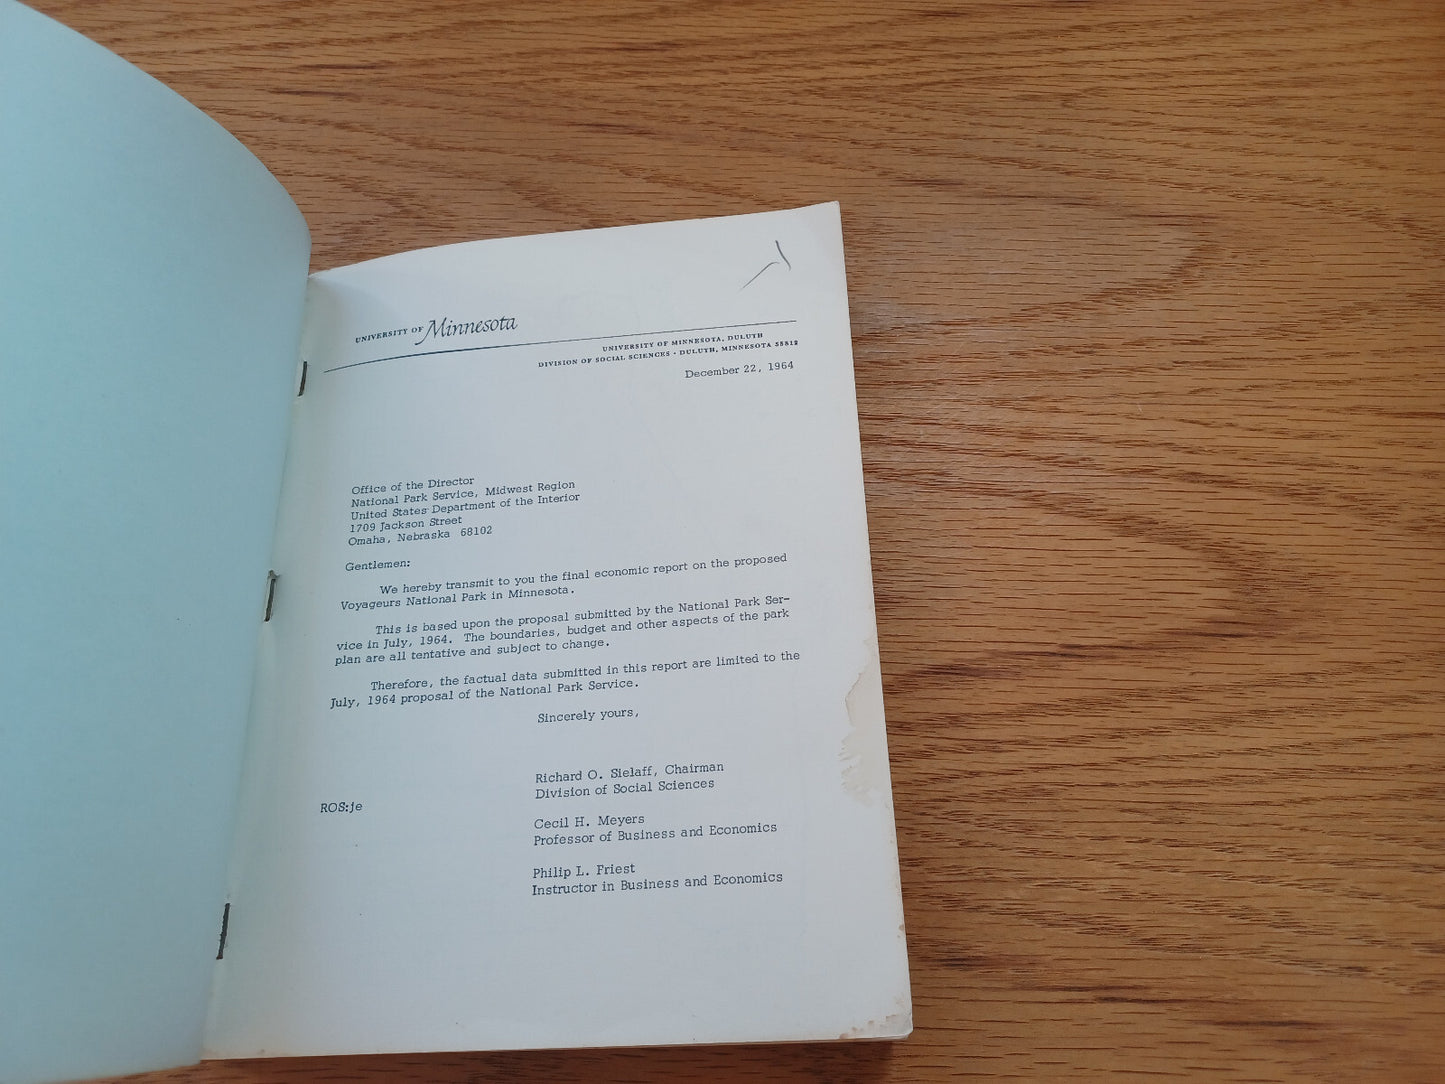 UNIVERSITY OF Minnesota
UNIVERSITY OF MINNESOTA, DULUTH
DIVISION OF SOCIAL SCIENCES • DULUTH, MINNESOTA 55812
December 22, 1964
Office of the Director
National Park Service, Midwest Region
United States Department of the Interior
1709 Jackson Street
Omaha, Nebraska 68102
Gentlemen:
We hereby transmit to you the final economic report on the proposed
Voyageurs National Park in Minnesota.
This is based upon the proposal submitted by the National Park Ser-
vice in July, 1964. The boundaries, budget and other aspects of the park
plan are all tentative and subject to change.
Therefore, the factual data submitted in this report are limited to the
July, 1964 proposal of the National Park Service.
Sincerely yours,
Richard O. Sielaff, Chairman
Division of Social Sciences
ROS:je
Cecil H. Meyers
Professor of Business and Economics
Philip L. Friest
Instructor in Business and Economics